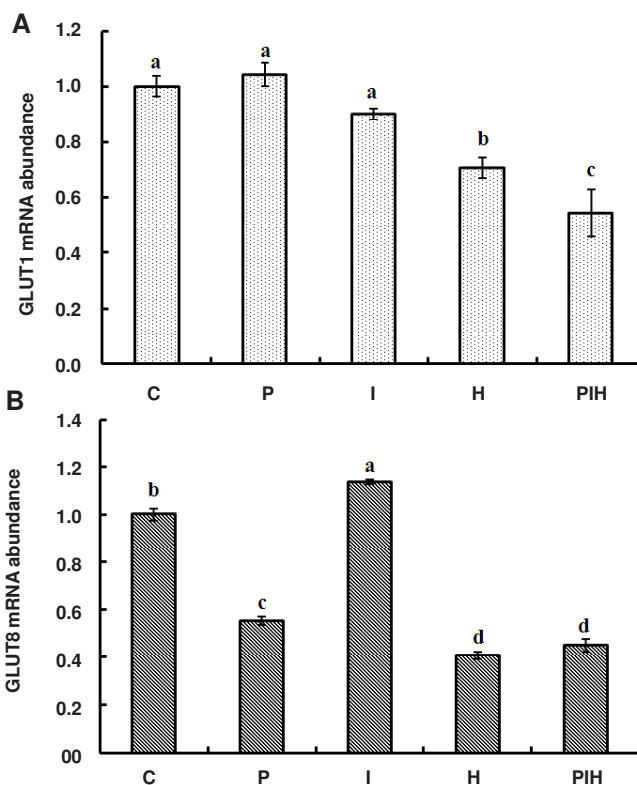 A
GLUT1 mRNA abundance
1.2
1.0
0.8
0.6
0.4
0.2
0.0
a
a
a
b
c
C P I H PIH
B
GLUT8 mRNA abundance
1.4
1.2
1.0
0.8
0.6
0.4
0.2
00
b
c
a
d
d
C P I H PIH